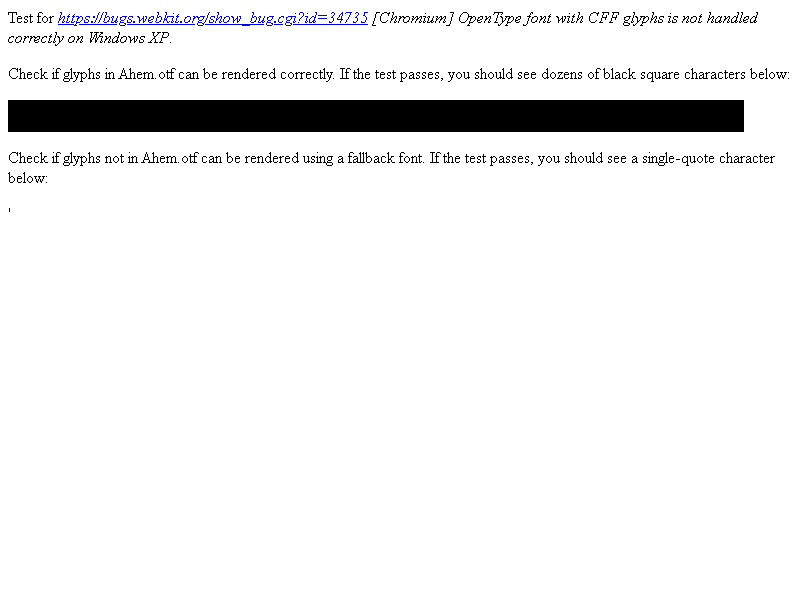 Test for https://bugs.webkit.org/show_bug.cgi?id=34735 [Chromium] OpenType font with CFF glyphs is not handled
correctly on Windows XP.
Check if glyphs in Ahem.otf can be rendered correctly. If the test passes, you should see dozens of black square characters below:
Check if glyphs not in Ahem.otf can be rendered using a fallback font. If the test passes, you should see a single-quote character
below:
'